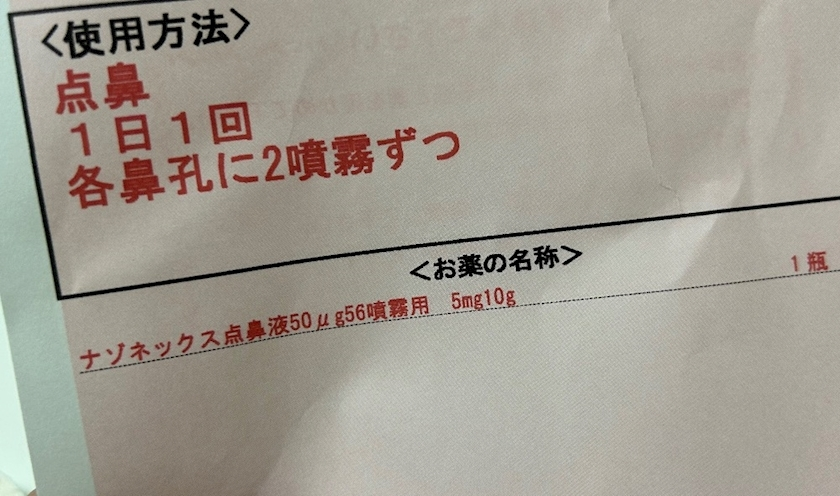 <使用方法>
点鼻
1日1回
各鼻孔に2噴霧ずつ
<お薬の名称>
ナゾネックス点鼻液50μg56噴霧用 5mg10g 1瓶